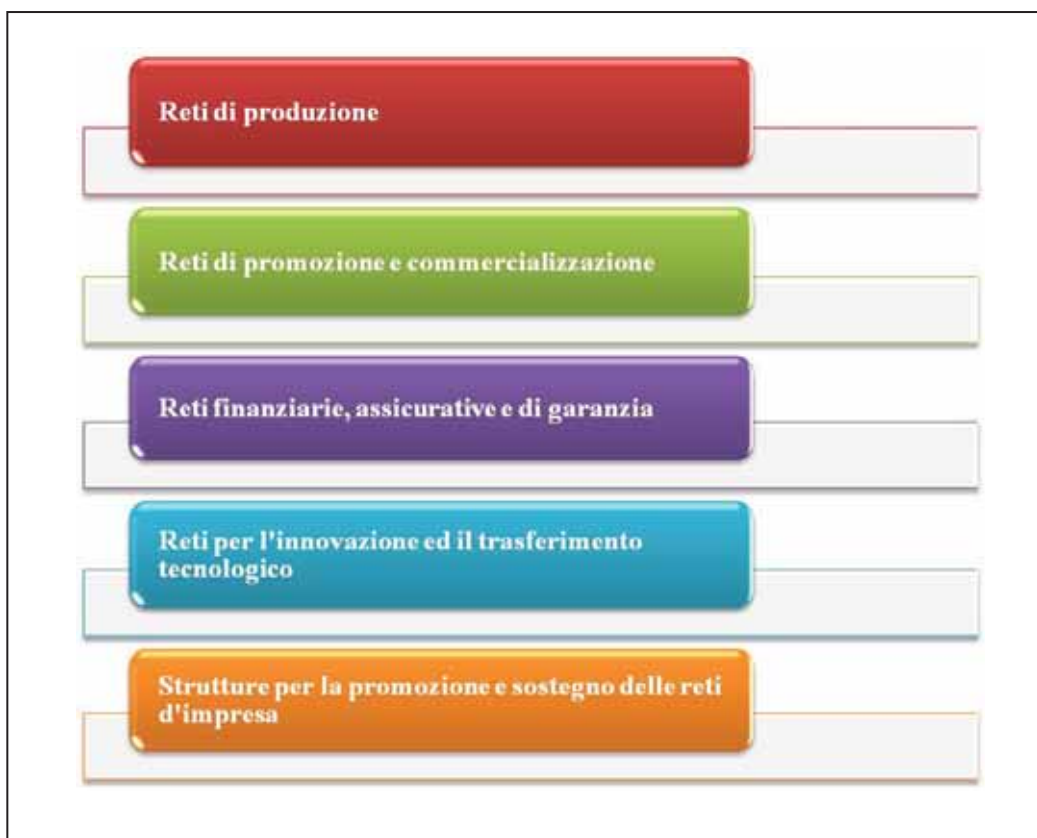 Reti di produzione
Reti di promozione e commercializzazione
Reti finanziarie, assicurative e di garanzia
Reti per l'innovazione ed il trasferimento
tecnologico
Strutture per la promozione e sostegno delle reti
d'impresa